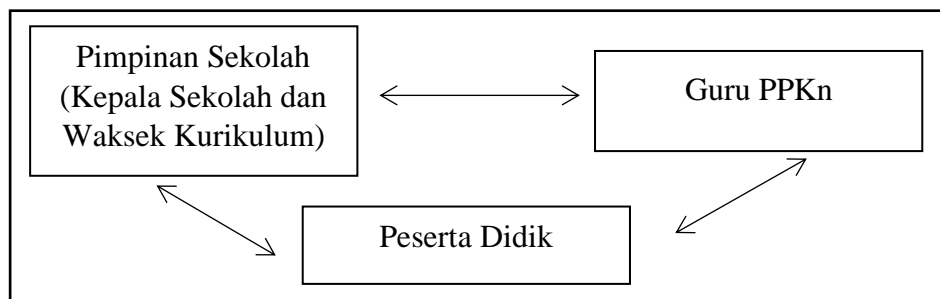 Pimpinan Sekolah
(Kepala Sekolah dan
Waksek Kurikulum)
Guru PPKn
Peserta Didik